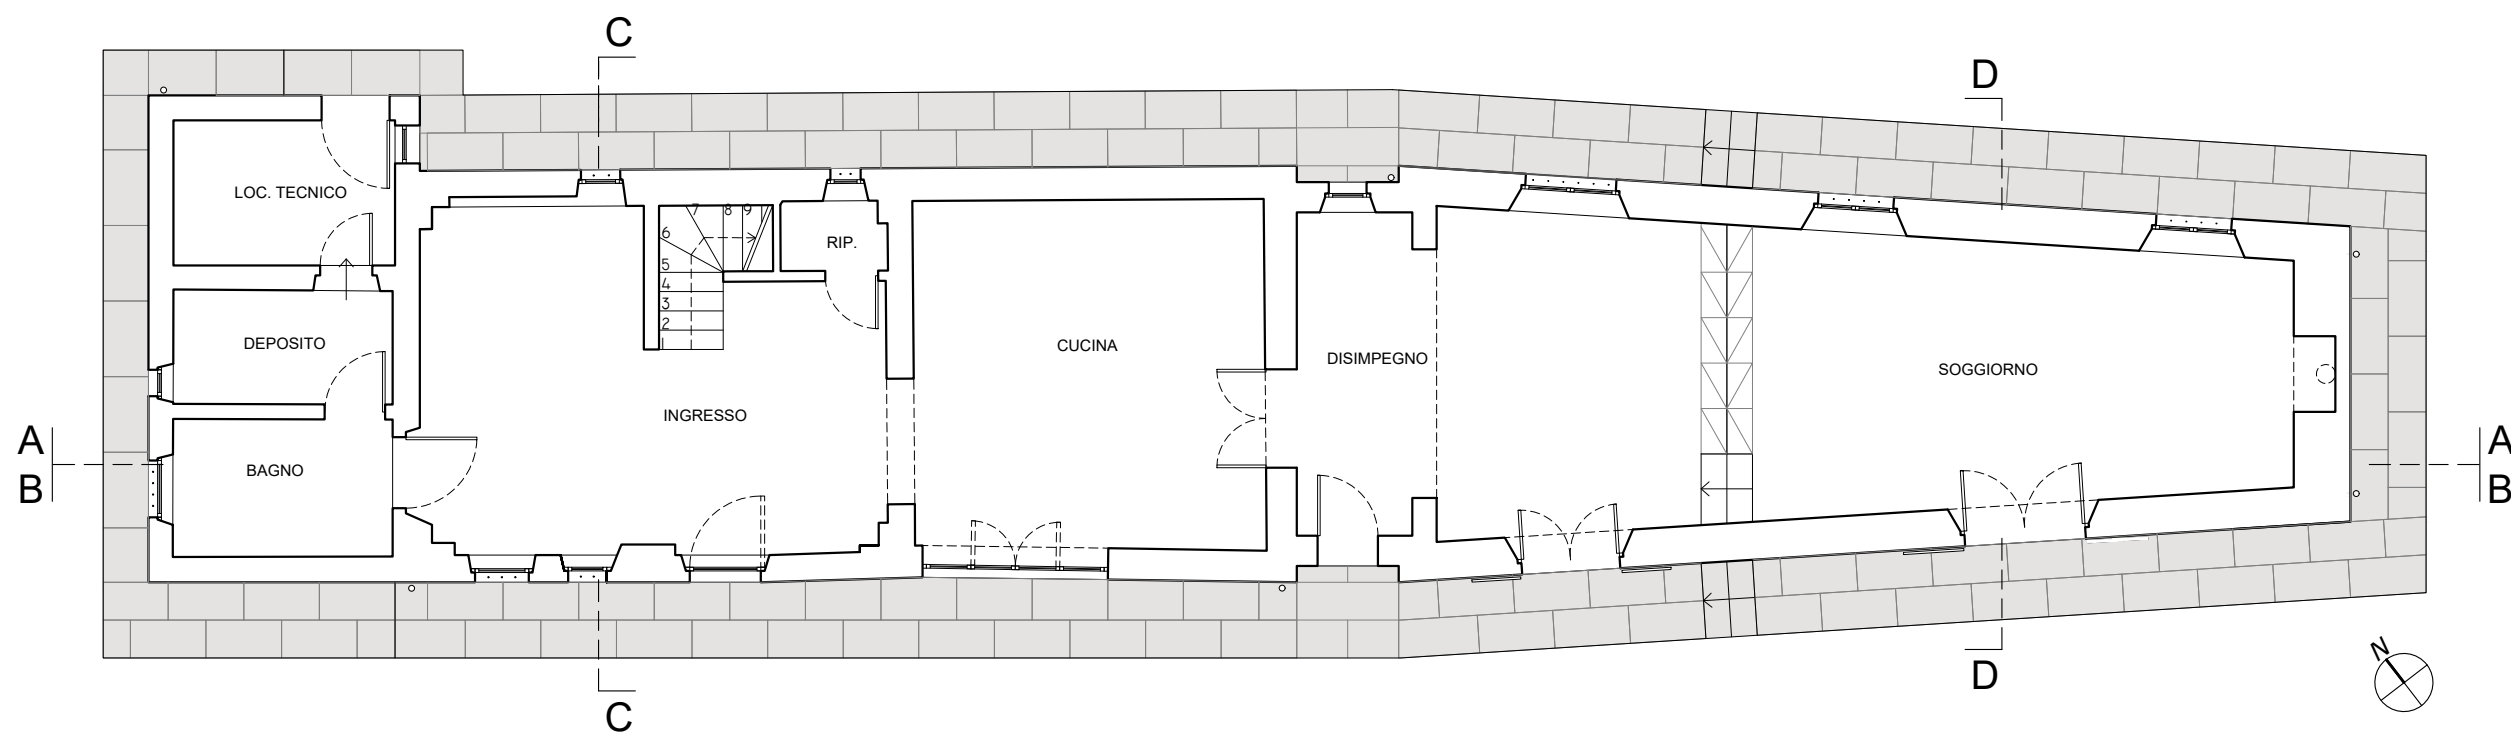 C
D
7 8 9
LOC. TECNICO
6
RIP.
5
4
3
2
1
DEPOSITO
CUCINA
DISIMPEGNO
SOGGIORNO
INGRESSO
A
A
BAGNO
B
B
N
D
C